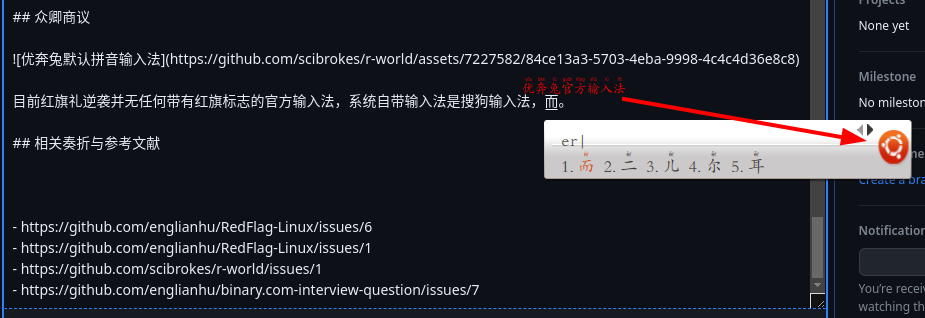 ## 众卿商议
![优奔兔默认拼音输入法](https://github.com/scibrokes/r-world/assets/7227582/84ce13a3-5703-4eba-9998-4c4c4d36e8c8)
优奔兔官方输入法
目前红旗礼逆袭并无任何带有红旗标志的官方输入法，系统自带输入法是搜狗输入法，而。
er|
1. 而 2. 二 3. 儿 4. 尔 5. 耳
## 相关奏折与参考文献
- https://github.com/englianhu/RedFlag-Linux/issues/6
- https://github.com/englianhu/RedFlag-Linux/issues/1
- https://github.com/scibrokes/r-world/issues/1
- https://github.com/englianhu/binary.com-interview-question/issues/7
Projects
None yet
Milestone
No mileston
me
Create a bra
Notification
You're recei
watching th